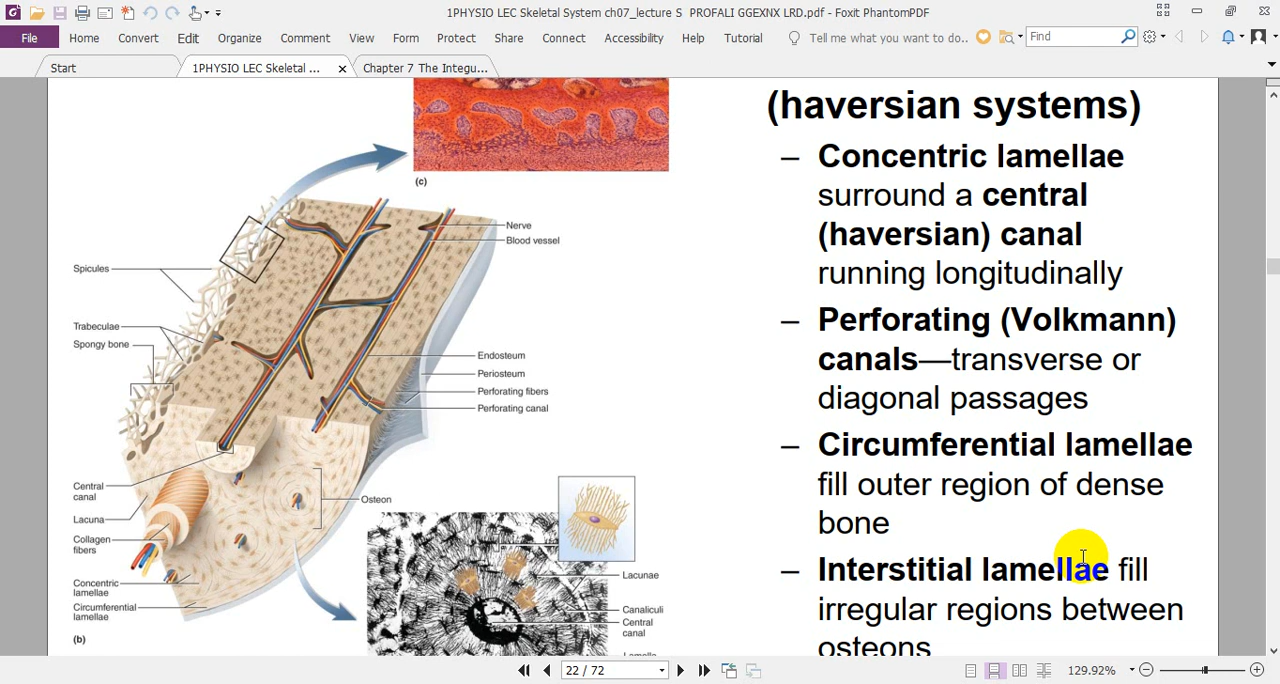 1PHYSIO LEC Skeletal System ch07_lecture S PROFALI GGEXNX LRD.pdf - Foxit PhantomPDF
File Home Convert Edit Organize Comment View Form Protect Share Connect Accessibility Help Tutorial Tell me what you want to do.. Find
Start 1PHYSIO LEC Skeletal ... Chapter 7 The Integu...
(c)
Nerve
Blood vessel
Spicules
Trabeculae
Spongy bone
Endosteum
Periosteum
Perforating fibers
Perforating canal
Central
canal
Osteon
Lacuna
Collagen
fibers
Concentric
lamellae
Circumferential
lamellae
(b)
Lacunae
Canaliculi
Central
canal
Lamella
(haversian systems)
– Concentric lamellae
surround a central
(haversian) canal
running longitudinally
– Perforating (Volkmann)
canals—transverse or
diagonal passages
– Circumferential lamellae
fill outer region of dense
bone
– Interstitial lamellae fill
irregular regions between
osteons
22 / 72
129.92%